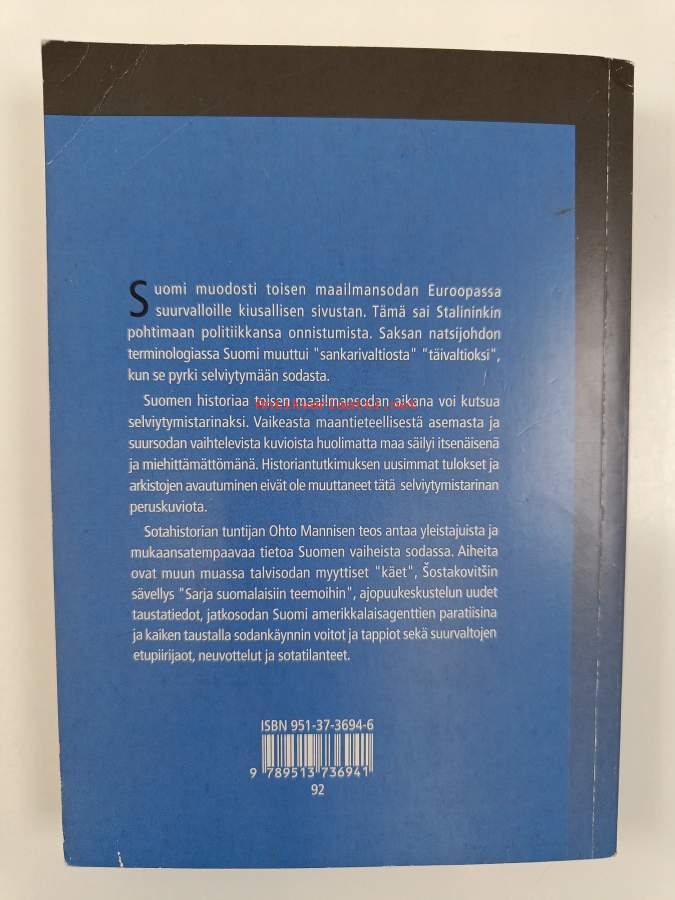 Suomi muodosti toisen maailmansodan Euroopassa
suurvalloille kiusallisen sivustan. Tämä sai Stalininkin
pohtimaan politiikkansa onnistumista. Saksan natsijohdon
terminologiassa Suomi muuttui "sankarivaltiosta" "täivaltioksi",
kun se pyrki selviytymään sodasta.
Suomen historiaa toisen maailmansodan aikana voi kutsua
selviytymistarinaksi. Vaikeasta maantieteellisestä asemasta ja
suursodan vaihtelevista kuvioista huolimatta maa säilyi itsenäisenä
ja miehittämättömänä. Historiantutkimuksen uusimmat tulokset ja
arkistojen avautuminen eivät ole muuttaneet tätä selviytymistarinan
peruskuviota.
Sotahistorian tuntijan Ohto Mannisen teos antaa yleistajuista ja
mukaansatempaavaa tietoa Suomen vaiheista sodassa. Aiheita
ovat muun muassa talvisodan myyttiset "käet", Šostakovitšin
sävellys "Sarja suomalaisiin teemoihin", ajopuukeskustelun uudet
taustatiedot, jatkosodan Suomi amerikkalaisagenttien paratiisina
ja kaiken taustalla sodankäynnin voitot ja tappiot sekä suurvaltojen
etupiirijaot, neuvottelut ja sotatilanteet.
ISBN 951-37-3694-6
9 789513 736941
92